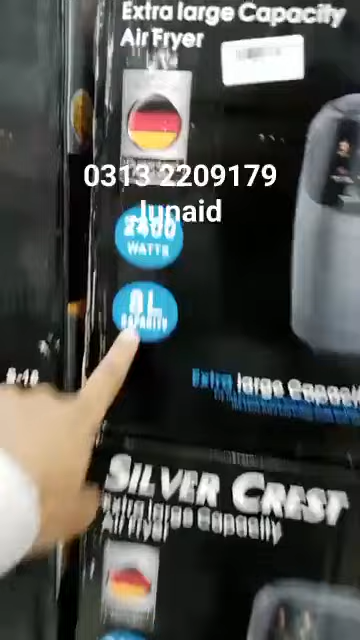 Extra large Capacity
Air Fryer
0313 2209179
Junaid
2400
WATTS
8 L
CAPACITY
Extra large Capacity
SILVER CREST
Extra large Capacity
Air Fryer